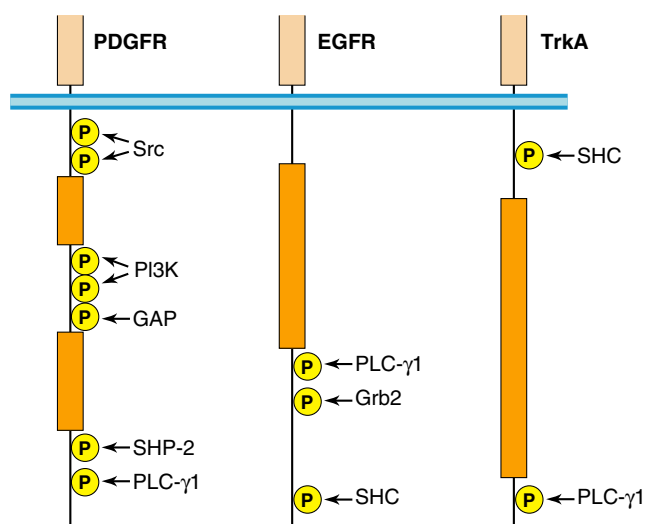 PDGFR
EGFR
TrkA
P
Src
P
P
SHC
P
PI3K
P
P
GAP
P
PLC-γ1
P
Grb2
P
SHP-2
P
PLC-γ1
P
SHC
P
PLC-γ1